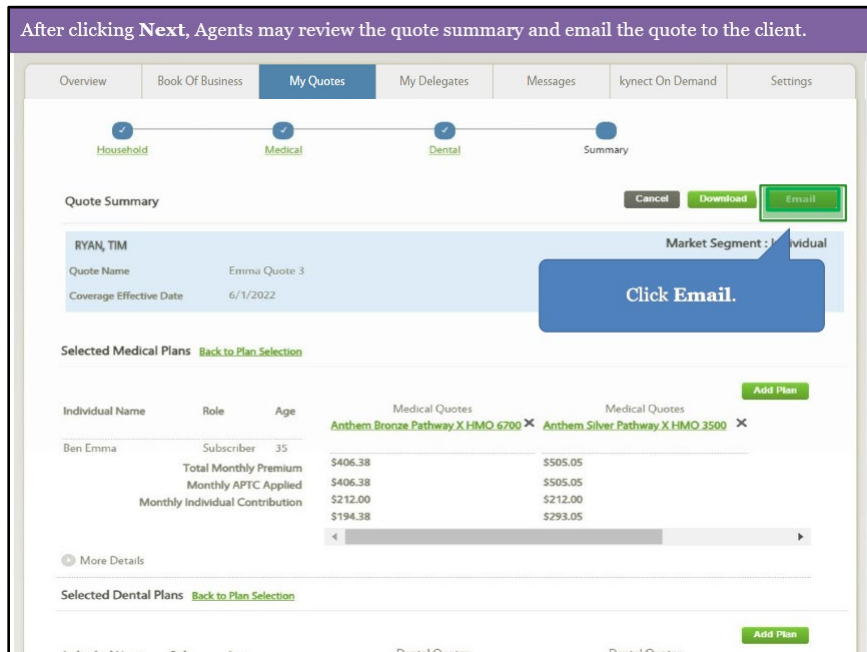 After clicking Next, Agents may review the quote summary and email the quote to the client.
Overview Book Of Business My Quotes My Delegates Messages kynect On Demand Settings
Household Medical Dental Summary
Quote Summary Cancel Download Email
RYAN, TIM Market Segment : Individual
Quote Name Emma Quote 3
Coverage Effective Date 6/1/2022
Click Email.
Selected Medical Plans Back to Plan Selection
Add Plan
Individual Name Role Age Medical Quotes Medical Quotes
Anthem Bronze Pathway X HMO 6700 Anthem Silver Pathway X HMO 3500
Ben Emma Subscriber 35 $406.38 $505.05
Total Monthly Premium $406.38 $505.05
Monthly APTC Applied $212.00 $212.00
Monthly Individual Contribution $194.38 $293.05
More Details
Selected Dental Plans Back to Plan Selection
Add Plan
Dental Quotes Dental Quotes